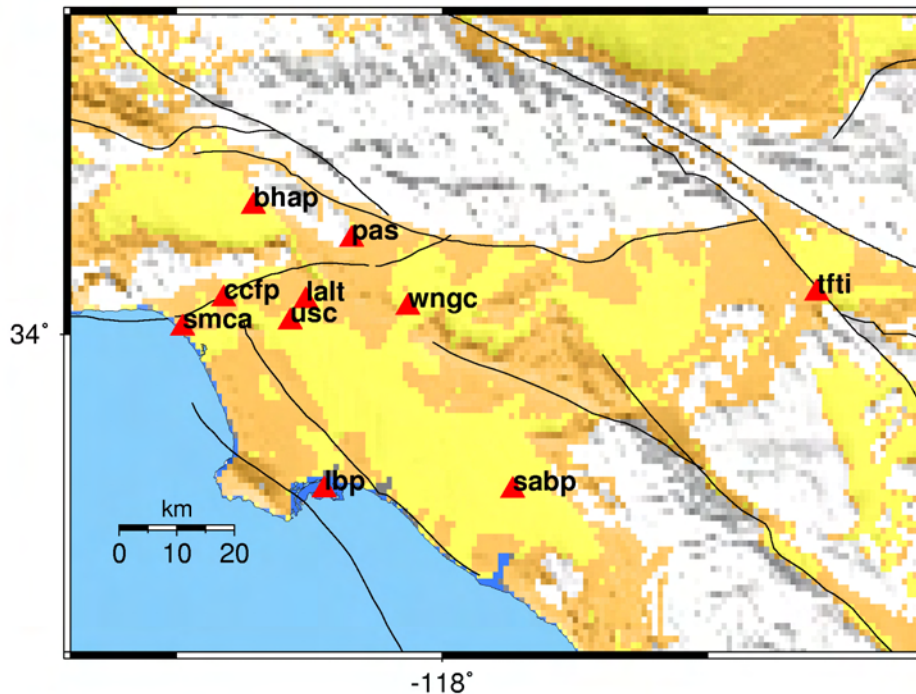 bhap
pas
ccfp
lalt
tfti
wngc
usc
smca
34°
lbp
sabp
km
0 10 20
-118°